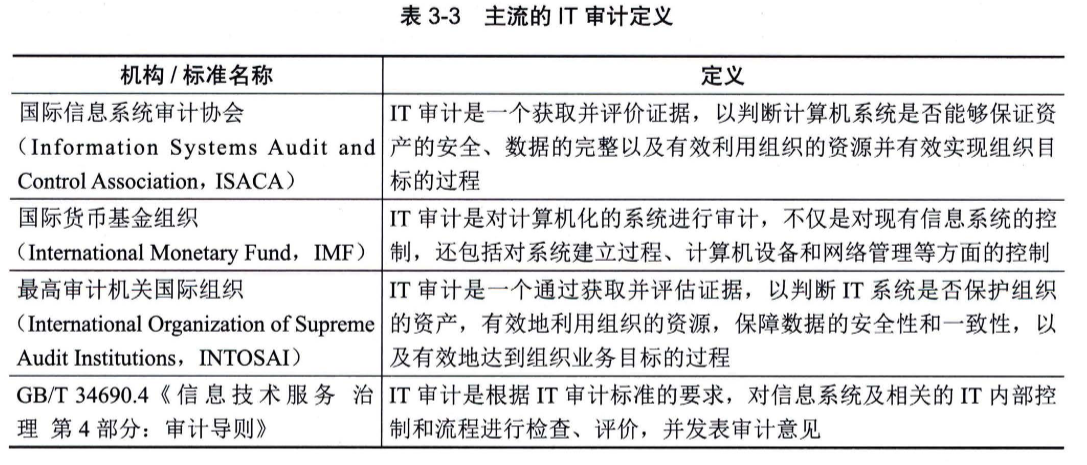 表 3-3 主流的 IT 审计定义
机构 / 标准名称
定义
国际信息系统审计协会
（Information Systems Audit and
Control Association，ISACA）
IT 审计是一个获取并评价证据，以判断计算机系统是否能够保证资
产的安全、数据的完整以及有效利用组织的资源并有效实现组织目
标的过程
国际货币基金组织
（International Monetary Fund，IMF）
IT 审计是对计算机化的系统进行审计，不仅是对现有信息系统的控
制，还包括对系统建立过程、计算机设备和网络管理等方面的控制
最高审计机关国际组织
（International Organization of Supreme
Audit Institutions，INTOSAI）
IT 审计是一个通过获取并评估证据，以判断 IT 系统是否保护组织
的资产，有效地利用组织的资源，保障数据的安全性和一致性，以
及有效地达到组织业务目标的过程
GB/T 34690.4《信息技术服务 治
理 第 4 部分：审计导则》
IT 审计是根据 IT 审计标准的要求，对信息系统及相关的 IT 内部控
制和流程进行检查、评价，并发表审计意见